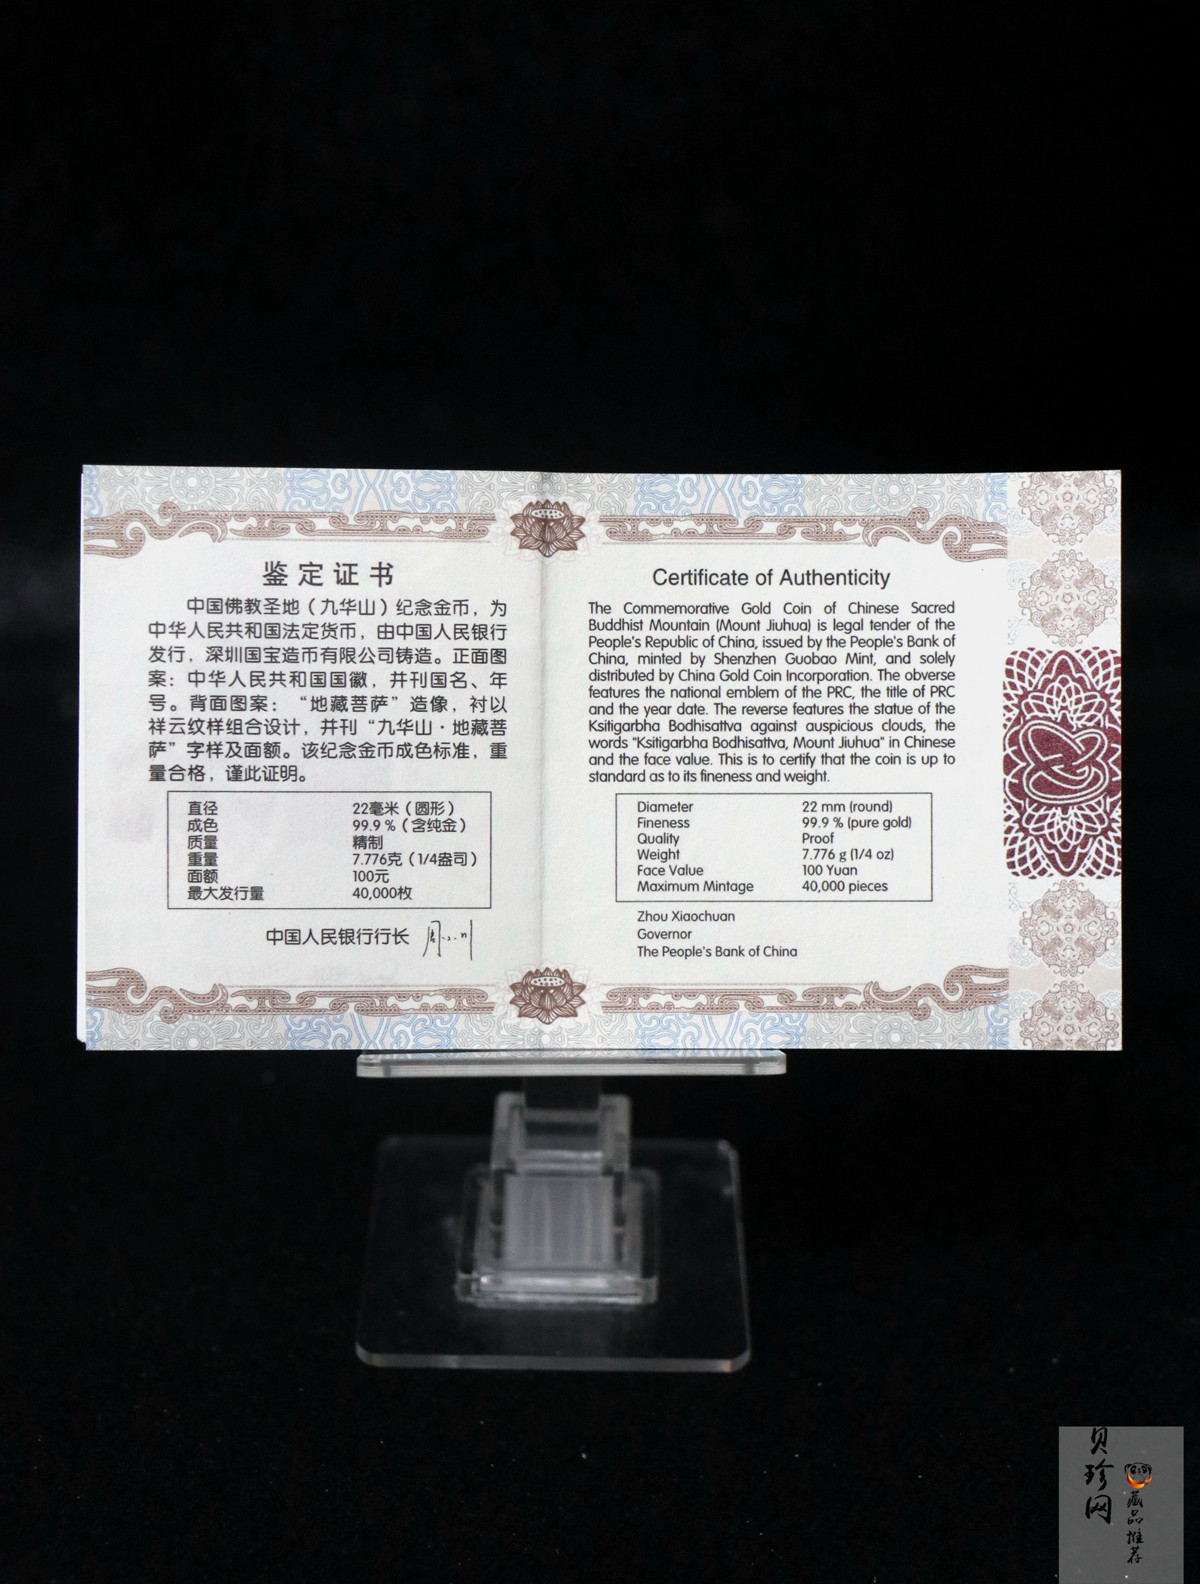 鉴定证书
中国佛教圣地（九华山）纪念金币，为
中华人民共和国法定货币，由中国人民银行
发行，深圳国宝造币有限公司铸造。正面图
案：中华人民共和国国徽，并刊国名、年
号。背面图案：“地藏菩萨”造像，衬以
祥云纹样组合设计，并刊“九华山·地藏菩
萨”字样及面额。该纪念金币成色标准，重
量合格，谨此证明。
直径 22毫米（圆形）
成色 99.9％（含纯金）
质量 精制
重量 7.776克（1/4盎司）
面额 100元
最大发行量 40,000枚
中国人民银行行长
Certificate of Authenticity
The Commemorative Gold Coin of Chinese Sacred
Buddhist Mountain (Mount Jiuhua) is legal tender of the
People's Republic of China, issued by the People's Bank of
China, minted by Shenzhen Guobao Mint, and solely
distributed by China Gold Coin Incorporation. The obverse
features the national emblem of the PRC, the title of PRC
and the year date. The reverse features the statue of the
Ksitigarbha Bodhisattva against auspicious clouds, the
words "Ksitigarbha Bodhisattva, Mount Jiuhua" in Chinese
and the face value. This is to certify that the coin is up to
standard as to its fineness and weight.
Diameter 22 mm (round)
Fineness 99.9 % (pure gold)
Quality Proof
Weight 7.776 g (1/4 oz)
Face Value 100 Yuan
Maximum Mintage 40,000 pieces
Zhou Xiaochuan
Governor
The People's Bank of China
贝珍网
藏品推荐